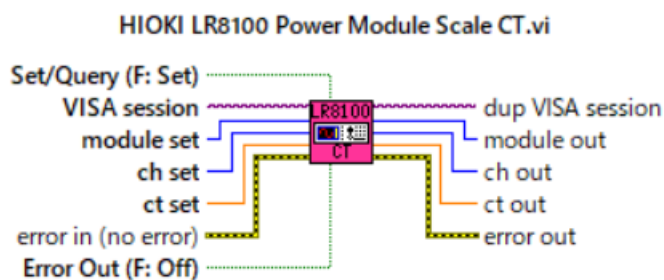 HIOKI LR8100 Power Module Scale CT.vi
Set/Query (F: Set)
VISA session
module set
ch set
ct set
error in (no error)
Error Out (F: Off)
LR8100
CT
dup VISA session
module out
ch out
ct out
error out